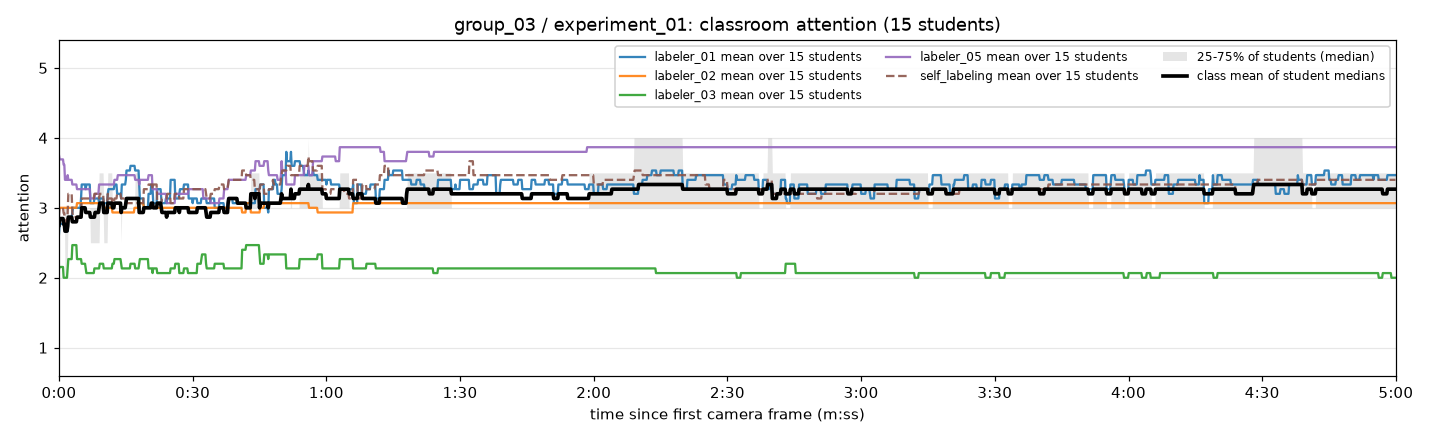 group_03 / experiment_01: classroom attention (15 students)
labeler_01 mean over 15 students
labeler_02 mean over 15 students
labeler_03 mean over 15 students
labeler_05 mean over 15 students
self_labeling mean over 15 students
25-75% of students (median)
class mean of student medians
attention
5
4
3
2
1
0:00 0:30 1:00 1:30 2:00 2:30 3:00 3:30 4:00 4:30 5:00
time since first camera frame (m:ss)